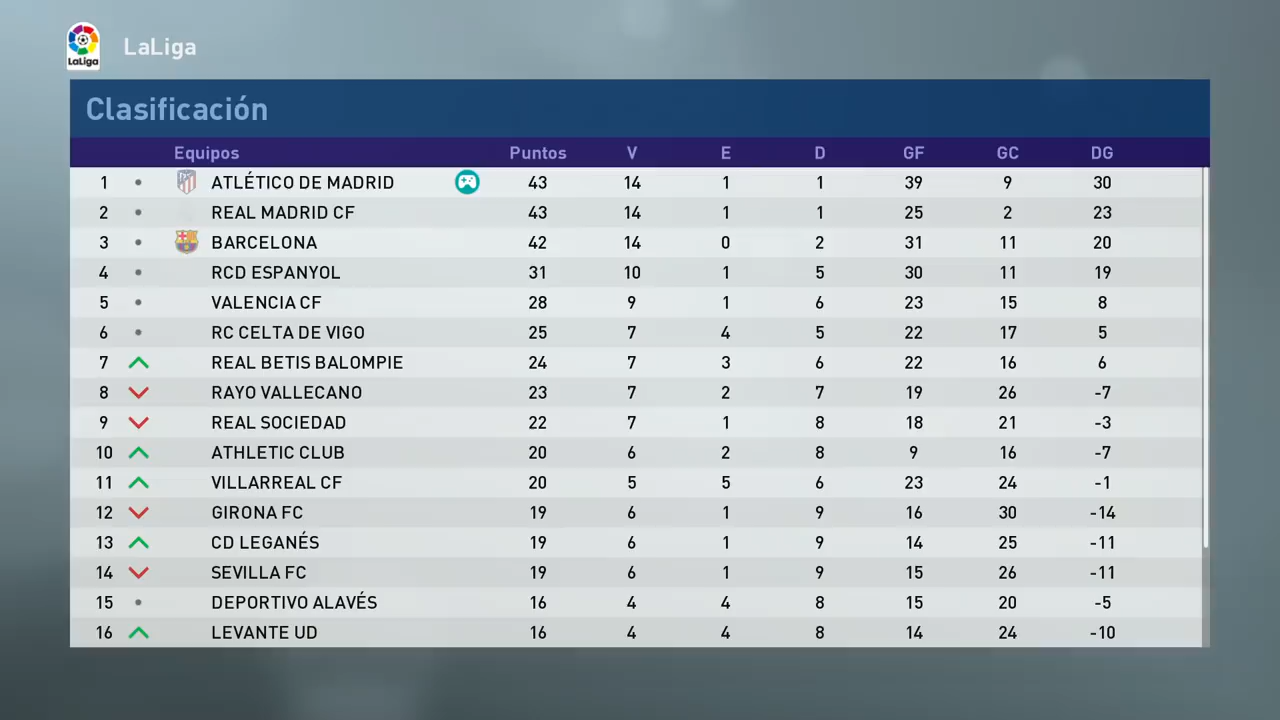 LaLiga
LaLiga
Clasificación
Equipos Puntos V E D GF GC DG
1 ATLÉTICO DE MADRID 43 14 1 1 39 9 30
2 REAL MADRID CF 43 14 1 1 25 2 23
3 BARCELONA 42 14 0 2 31 11 20
4 RCD ESPANYOL 31 10 1 5 30 11 19
5 VALENCIA CF 28 9 1 6 23 15 8
6 RC CELTA DE VIGO 25 7 4 5 22 17 5
7 REAL BETIS BALOMPIE 24 7 3 6 22 16 6
8 RAYO VALLECANO 23 7 2 7 19 26 -7
9 REAL SOCIEDAD 22 7 1 8 18 21 -3
10 ATHLETIC CLUB 20 6 2 8 9 16 -7
11 VILLARREAL CF 20 5 5 6 23 24 -1
12 GIRONA FC 19 6 1 9 16 30 -14
13 CD LEGANÉS 19 6 1 9 14 25 -11
14 SEVILLA FC 19 6 1 9 15 26 -11
15 DEPORTIVO ALAVÉS 16 4 4 8 15 20 -5
16 LEVANTE UD 16 4 4 8 14 24 -10